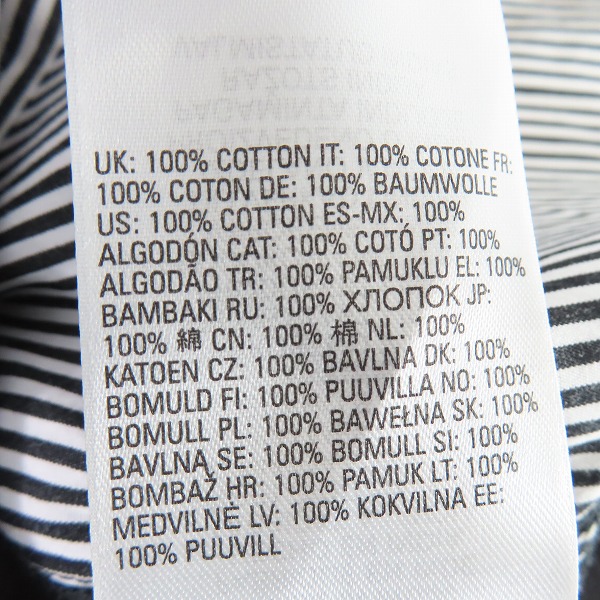 UK: 100% COTTON IT: 100% COTONE FR:
100% COTON DE: 100% BAUMWOLLE
US: 100% COTTON ES-MX: 100%
ALGODÓN CAT: 100% COTÓ PT: 100%
ALGODÃO TR: 100% PAMUKLU EL: 100%
BAMBAKI RU: 100% ХЛОПОК JP:
100% 綿 CN: 100% 棉 NL: 100%
KATOEN CZ: 100% BAVLNA DK: 100%
BOMULD FI: 100% PUUVILLA NO: 100%
BOMULL PL: 100% BAWEŁNA SK: 100%
BAVLNA SE: 100% BOMULL SI: 100%
BOMBAŽ HR: 100% PAMUK LT: 100%
MEDVILNĖ LV: 100% KOKVILNA EE:
100% PUUVILL